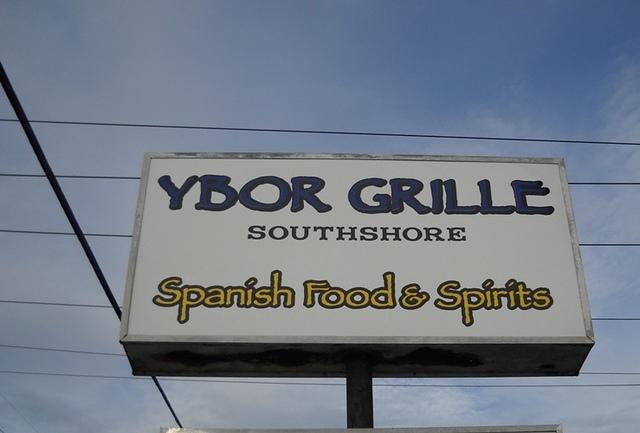 YBOR GRILLE
SOUTHSHORE
Spanish Food & Spirits